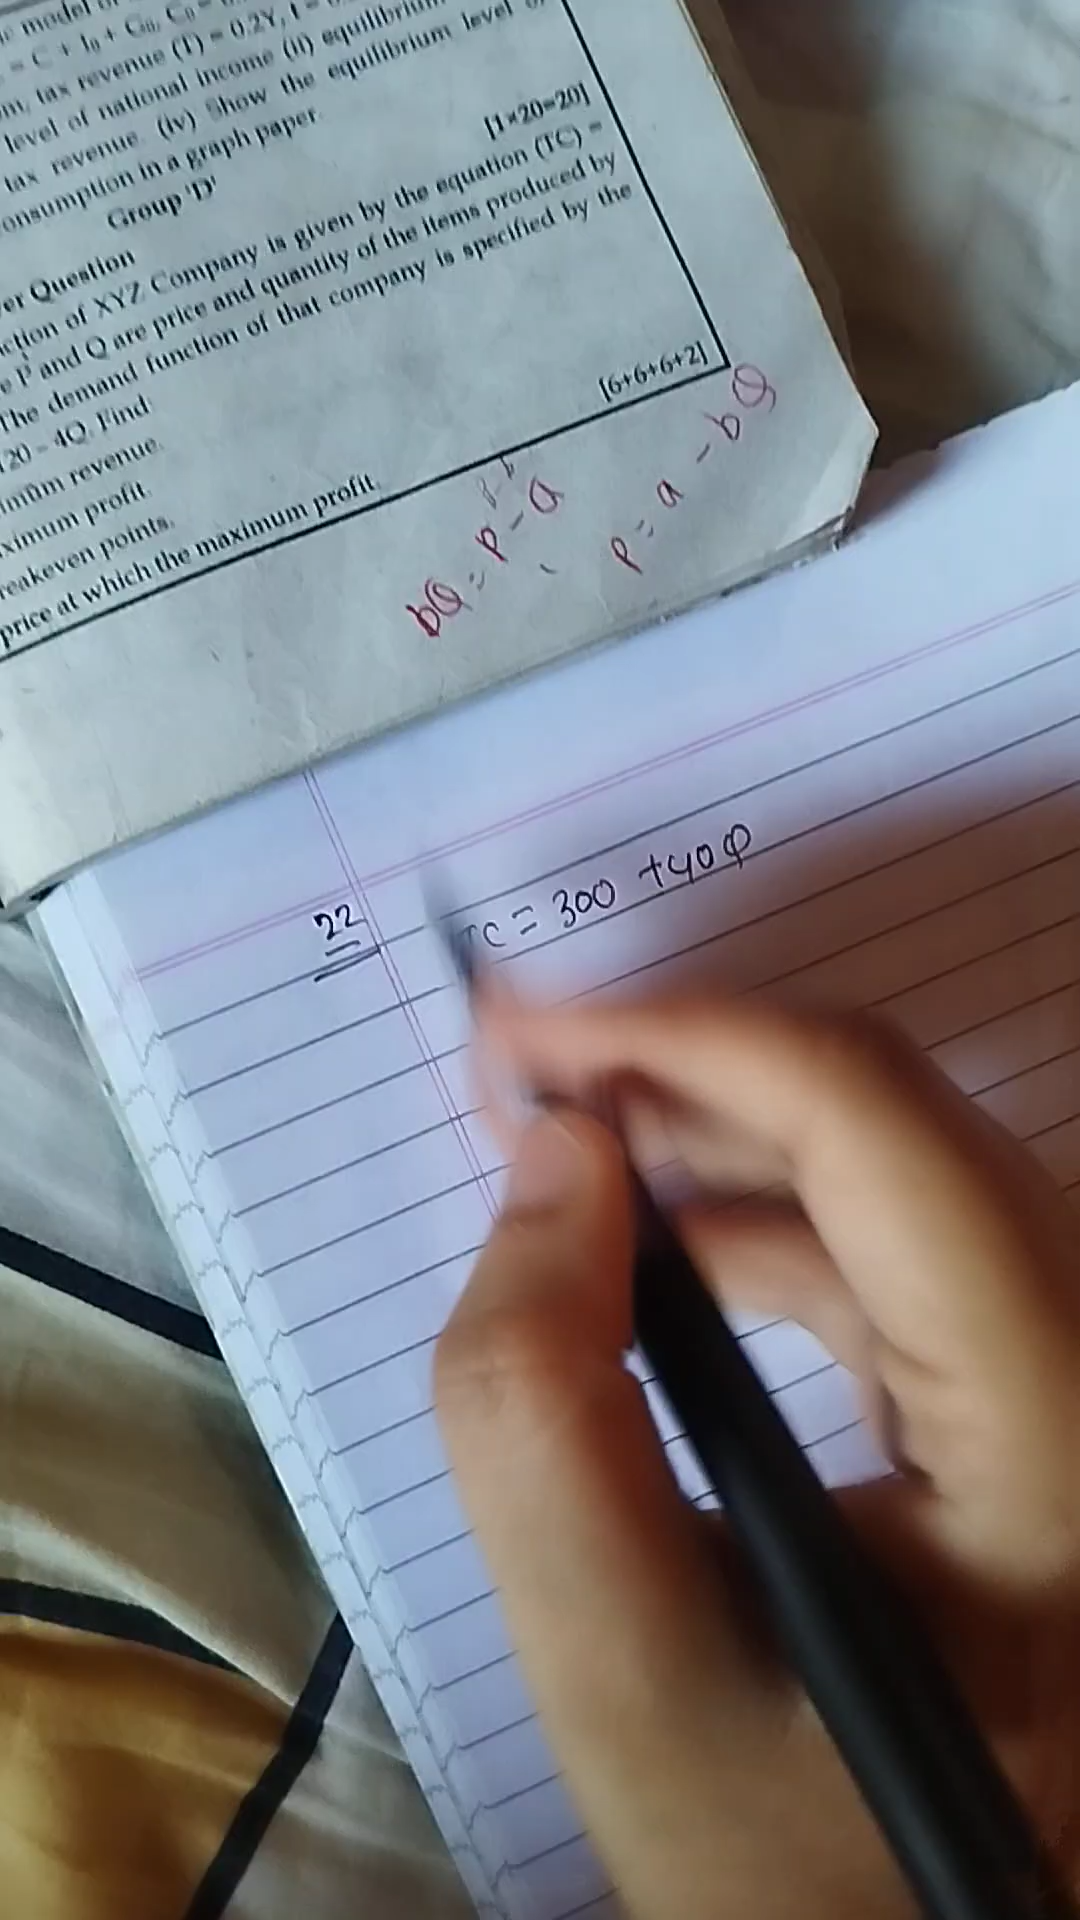 c model of
= C + I₀ + G₀, C₀ =
m, tax revenue (T) = 0.2Y, t =
level of national income (ii) equilibrium
tax revenue. (iv) Show the equilibrium level
onsumption in a graph paper.
[1×20=20]
Group 'D'
er Question
ction of XYZ Company is given by the equation (TC) =
e P and Q are price and quantity of the items produced by
The demand function of that company is specified by the
120 - 4Q. Find:
[6+6+6+2]
imum revenue.
ximum profit.
reakeven points.
price at which the maximum profit.
bQ = P - a
P = a - bQ
22
TC = 300 + 40Q